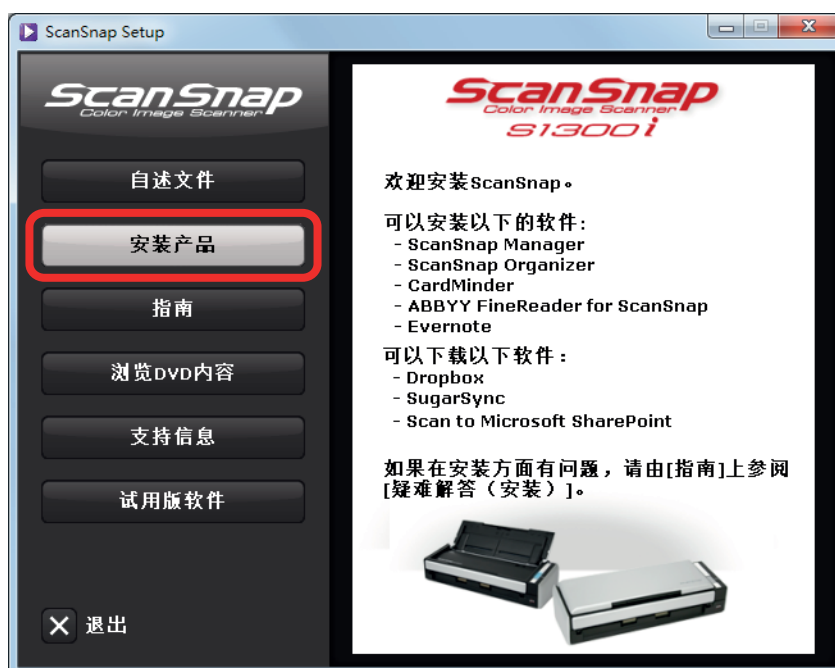 ScanSnap Setup
ScanSnap
Color Image Scanner
自述文件
安装产品
指南
浏览DVD内容
支持信息
试用版软件
退出
ScanSnap
Color Image Scanner
S1300i
欢迎安装ScanSnap。
可以安装以下的软件:
- ScanSnap Manager
- ScanSnap Organizer
- CardMinder
- ABBYY FineReader for ScanSnap
- Evernote
可以下载以下软件：
- Dropbox
- SugarSync
- Scan to Microsoft SharePoint
如果在安装方面有问题，请由[指南]上参阅
[疑难解答（安装）]。